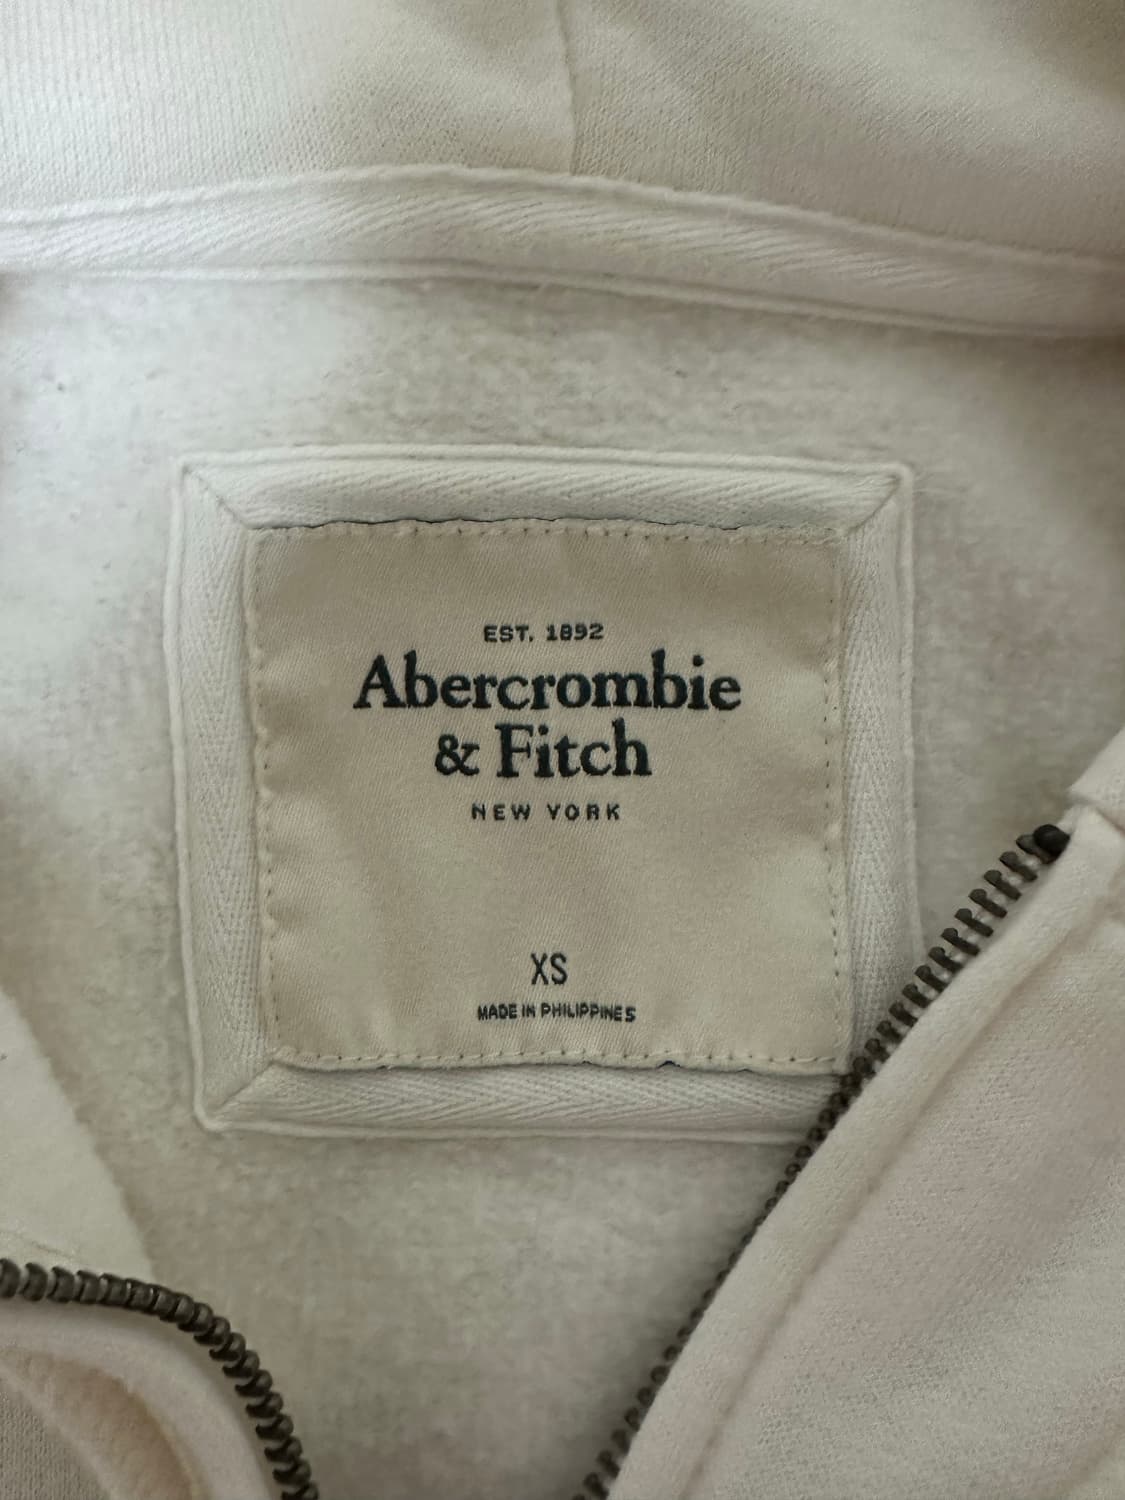 EST. 1892
Abercrombie
& Fitch
NEW YORK
XS
MADE IN PHILIPPINES